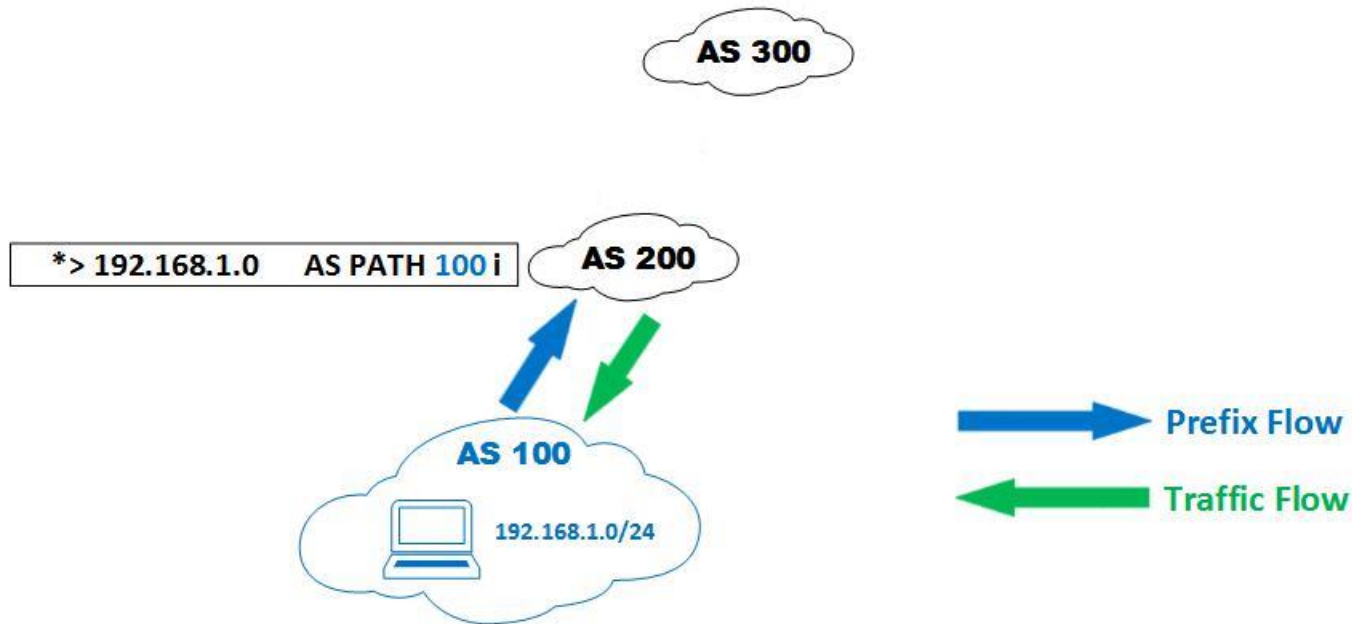 AS 300
*> 192.168.1.0 AS PATH 100 i
AS 200
AS 100
192.168.1.0/24
Prefix Flow
Traffic Flow